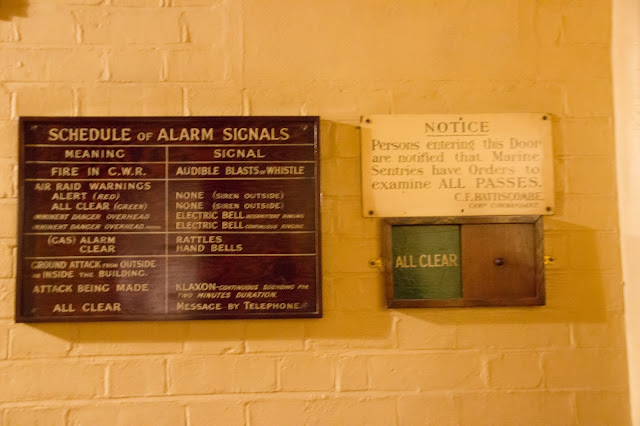 SCHEDULE OF ALARM SIGNALS
MEANING SIGNAL
FIRE IN C.W.R. AUDIBLE BLASTS OF WHISTLE
AIR RAID WARNINGS
ALERT (RED) NONE (SIREN OUTSIDE)
ALL CLEAR (GREEN) NONE (SIREN OUTSIDE)
IMMINENT DANGER OVERHEAD ELECTRIC BELL INTERMITTENT RINGING
IMMINENT DANGER OVERHEAD ELECTRIC BELL CONTINUOUS RINGING
(GAS) ALARM RATTLES
CLEAR HAND BELLS
GROUND ATTACK FROM OUTSIDE
OR INSIDE THE BUILDING.
ATTACK BEING MADE KLAXON-CONTINUOUS SOUNDING FOR
TWO MINUTES DURATION.
ALL CLEAR MESSAGE BY TELEPHONE
NOTICE
Persons entering this Door
are notified that Marine
Sentries have Orders to
examine ALL PASSES.
C.F. BATTISCOMBE,
CAMP COMMANDANT
ALL CLEAR